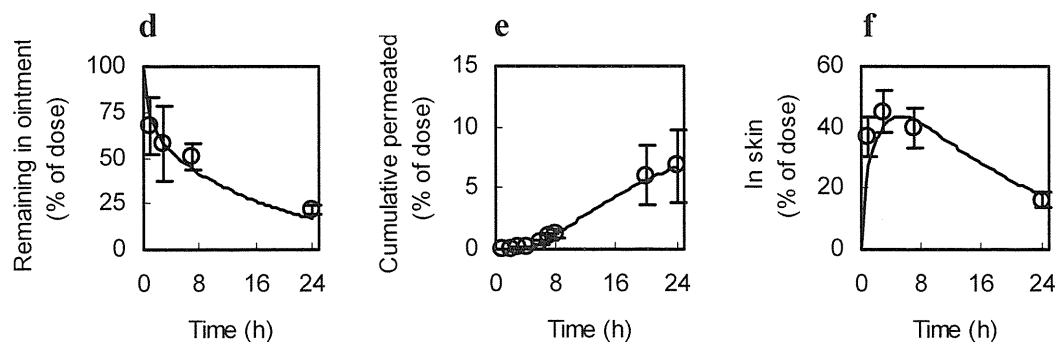 d
Remaining in ointment
(% of dose)
100
75
50
25
0
0 8 16 24
Time (h)
e
Cumulative permeated
(% of dose)
15
10
5
0
0 8 16 24
Time (h)
f
In skin
(% of dose)
60
40
20
0
0 8 16 24
Time (h)